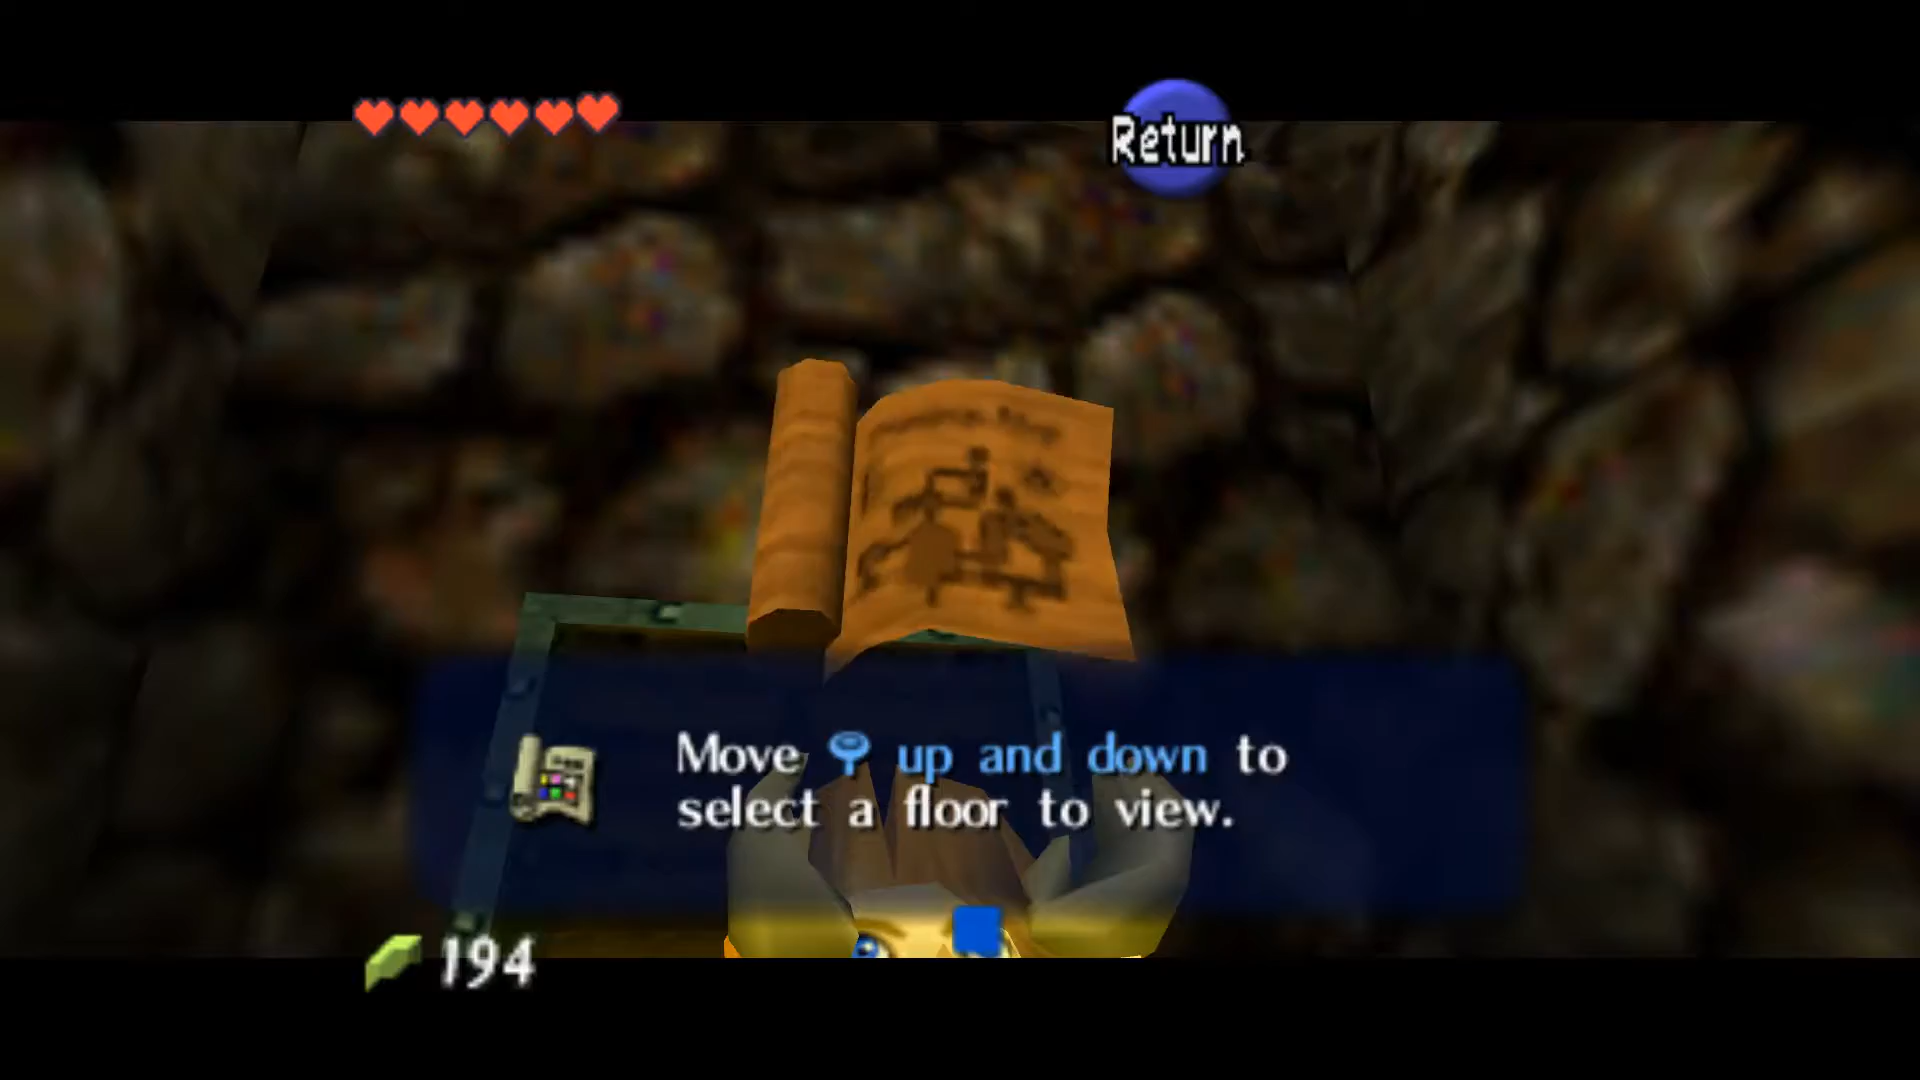 Return
Move up and down to
select a floor to view.
194